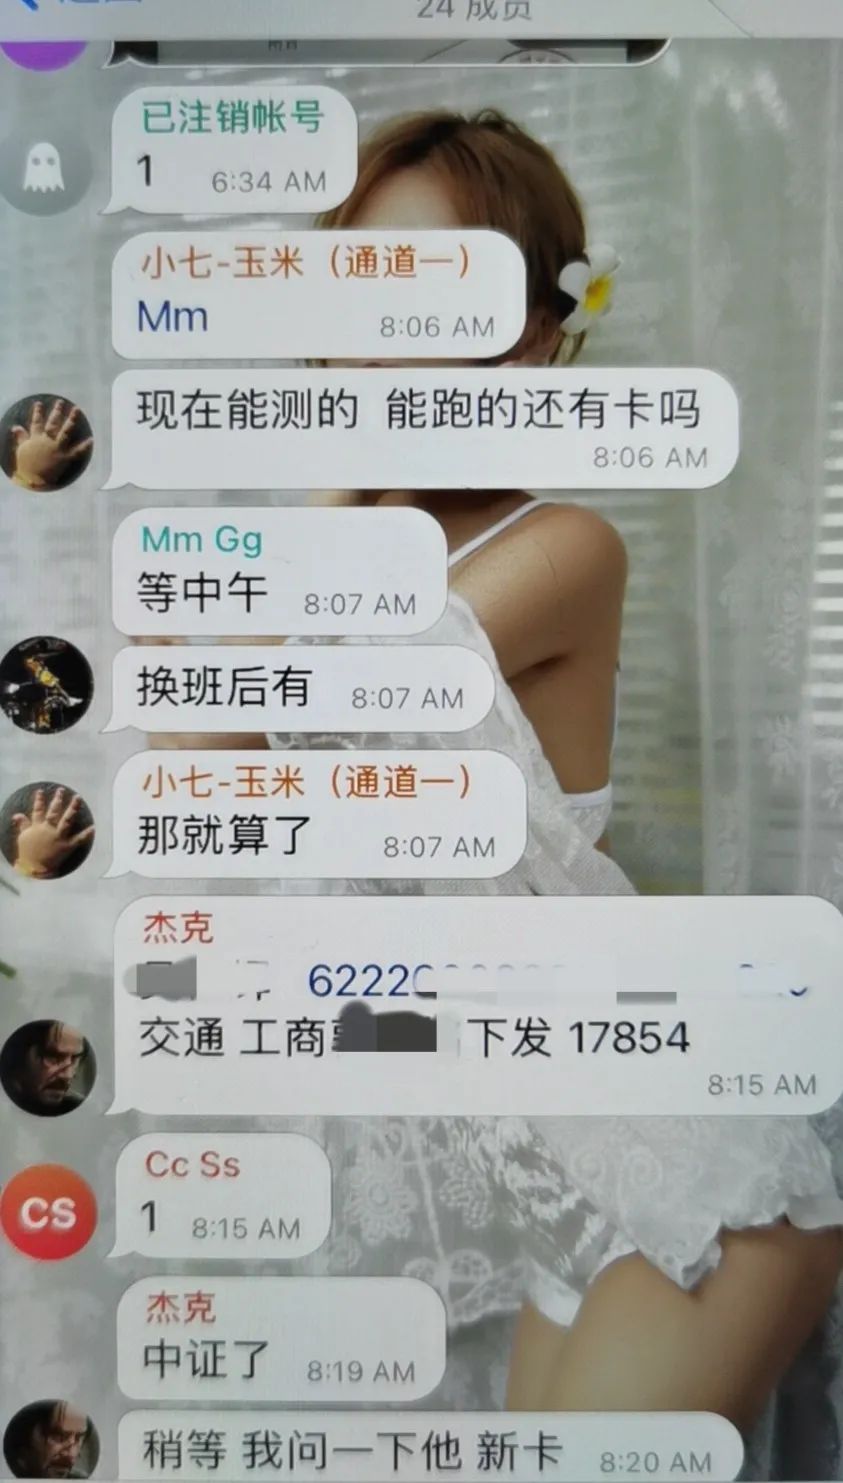 24 成员
已注销帐号
1 6:34 AM
小七-玉米（通道一）
Mm 8:06 AM
现在能测的 能跑的还有卡吗
8:06 AM
Mm Gg
等中午 8:07 AM
换班后有 8:07 AM
小七-玉米（通道一）
那就算了 8:07 AM
杰克
6222
交通 工商 下发 17854
8:15 AM
CS
Cc Ss
1 8:15 AM
杰克
中证了 8:19 AM
稍等 我问一下他 新卡 8:20 AM